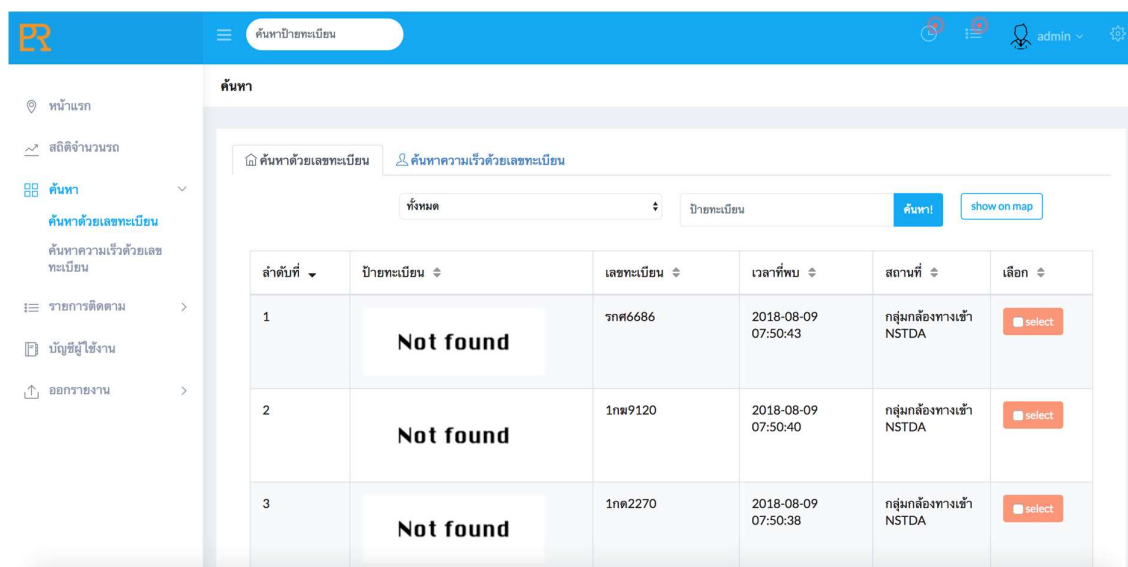 PR
ค้นหาป้ายทะเบียน
admin
ค้นหา
หน้าแรก
สถิติจำนวนรถ
ค้นหา
ค้นหาด้วยเลขทะเบียน
ค้นหาความเร็วด้วยเลข
ทะเบียน
รายการติดตาม
บัญชีผู้ใช้งาน
ออกรายงาน
ค้นหาด้วยเลขทะเบียน
ค้นหาความเร็วด้วยเลขทะเบียน
ทั้งหมด
ป้ายทะเบียน
ค้นหา!
show on map
ลำดับที่ ป้ายทะเบียน เลขทะเบียน เวลาที่พบ สถานที่ เลือก
1 Not found รกศ6686 2018-08-09 กลุ่มกล้องทางเข้า select
07:50:43 NSTDA
2 Not found 1กฆ9120 2018-08-09 กลุ่มกล้องทางเข้า select
07:50:40 NSTDA
3 Not found 1กด2270 2018-08-09 กลุ่มกล้องทางเข้า select
07:50:38 NSTDA